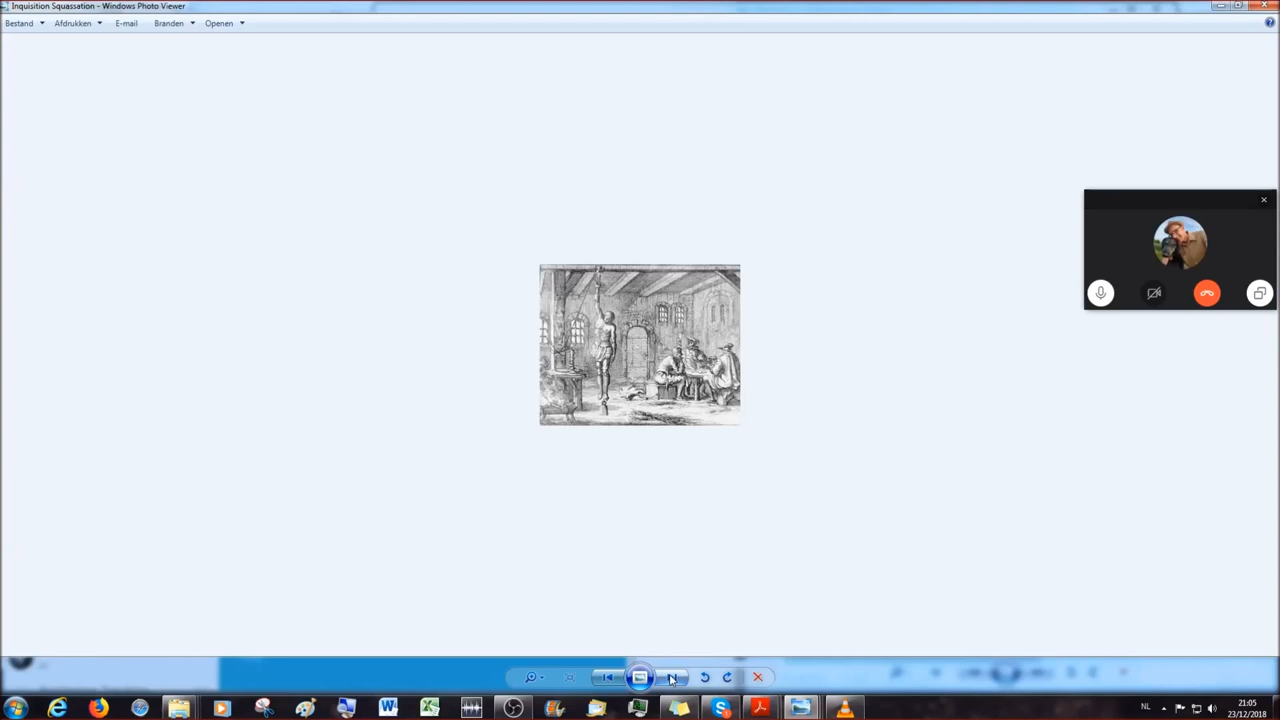 Inquisition Squassation - Windows Photo Viewer
Bestand Afdrukken E-mail Branden Openen
NL 21:05
23/12/2018